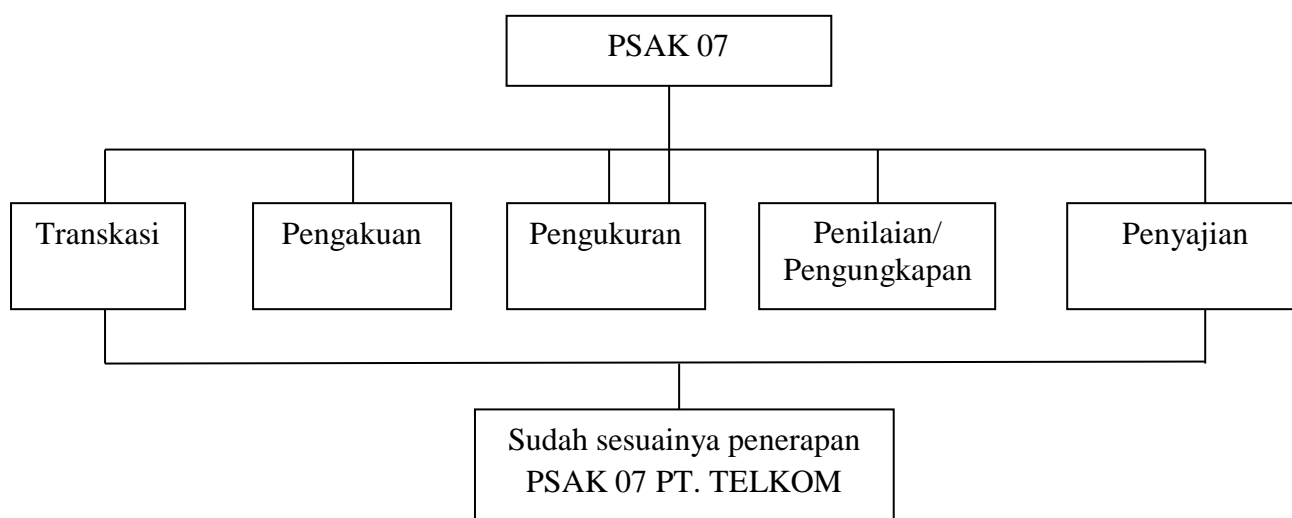 PSAK 07
Transkasi
Pengakuan
Pengukuran
Penilaian/
Pengungkapan
Penyajian
Sudah sesuainya penerapan
PSAK 07 PT. TELKOM